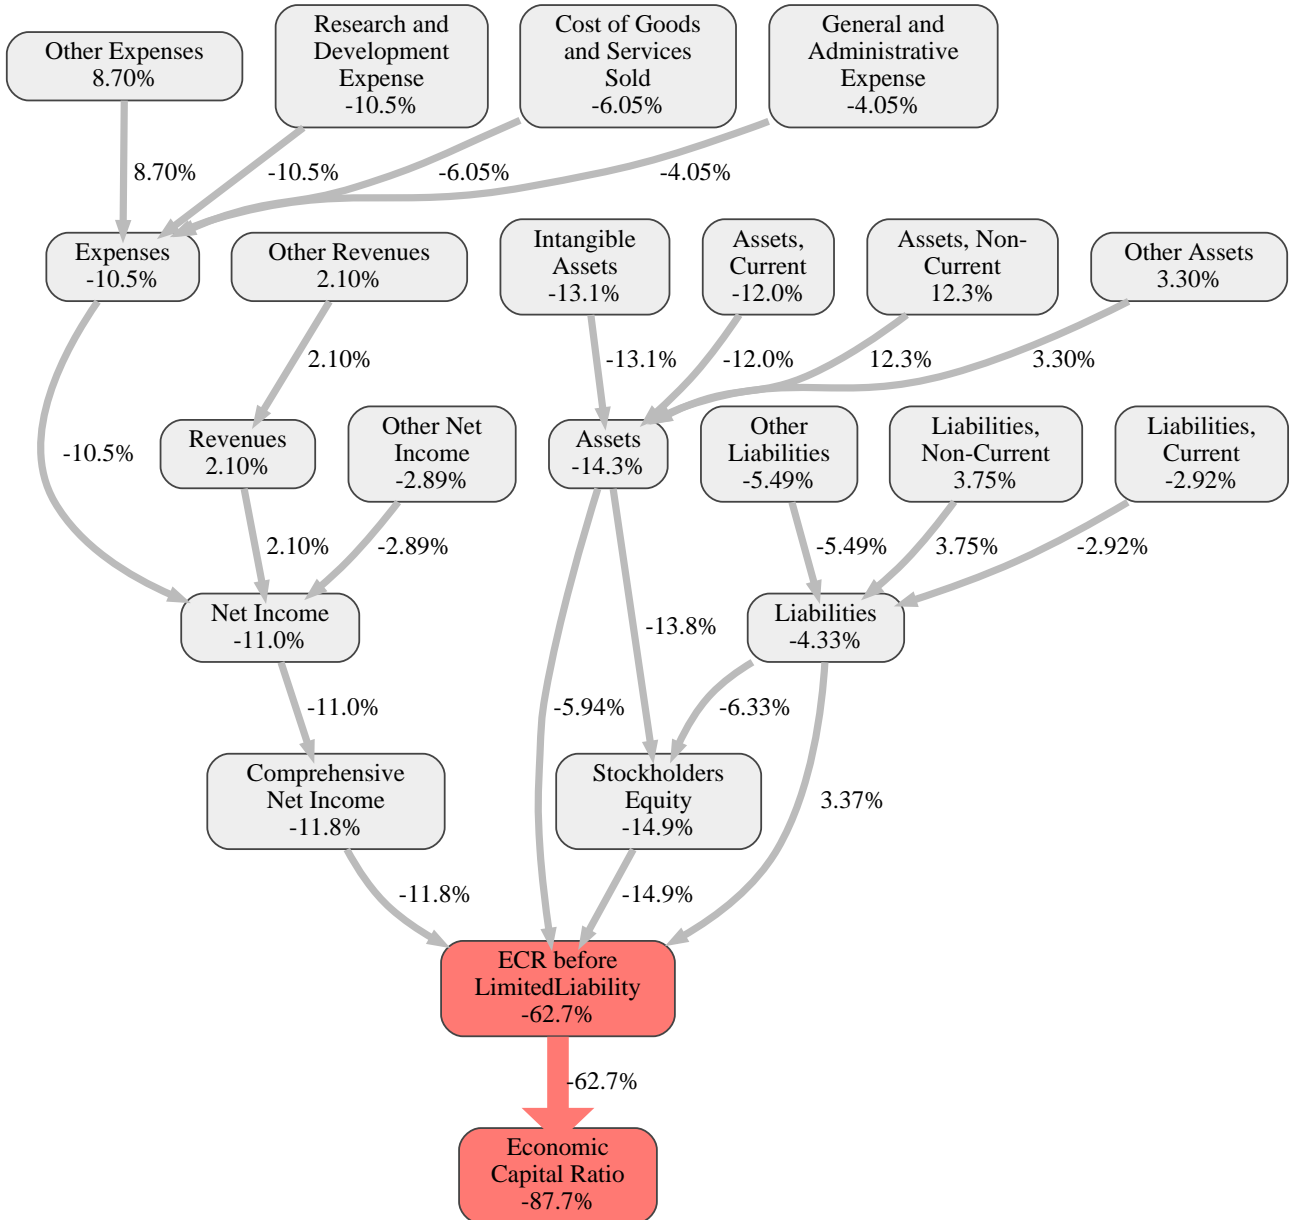 Other Expenses
8.70%
Research and
Development
Expense
-10.5%
Cost of Goods
and Services
Sold
-6.05%
General and
Administrative
Expense
-4.05%
8.70%
-10.5%
-6.05%
-4.05%
Expenses
-10.5%
Other Revenues
2.10%
Intangible
Assets
-13.1%
Assets,
Current
-12.0%
Assets, Non-
Current
12.3%
Other Assets
3.30%
2.10%
-13.1%
-12.0%
12.3%
3.30%
-10.5%
Revenues
2.10%
Other Net
Income
-2.89%
Assets
-14.3%
Other
Liabilities
-5.49%
Liabilities,
Non-Current
3.75%
Liabilities,
Current
-2.92%
2.10%
-2.89%
-5.49%
3.75%
-2.92%
Net Income
-11.0%
-13.8%
Liabilities
-4.33%
-11.0%
-5.94%
-6.33%
Comprehensive
Net Income
-11.8%
Stockholders
Equity
-14.9%
3.37%
-11.8%
-14.9%
ECR before
LimitedLiability
-62.7%
-62.7%
Economic
Capital Ratio
-87.7%